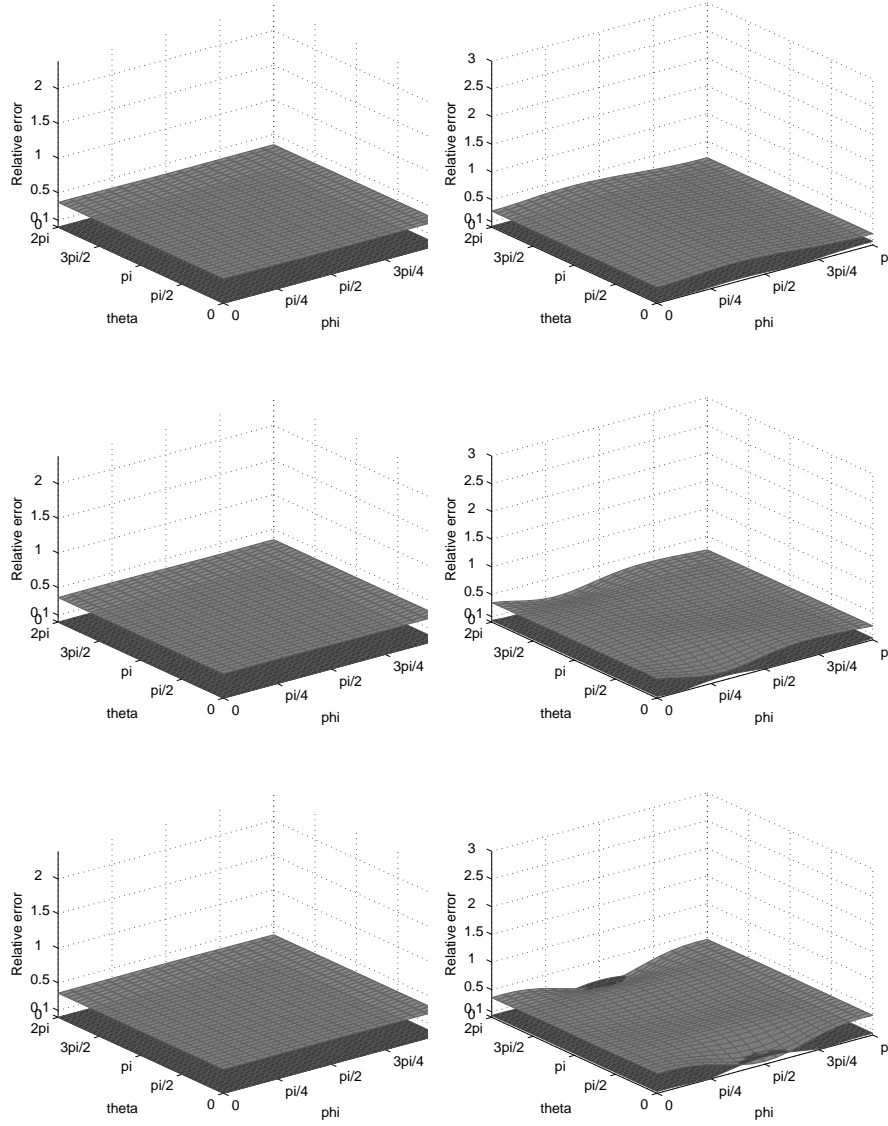 2
1.5
1
0.5
0.1
0
Relative error
2pi
3pi/2
pi
pi/2
0
theta
0
pi/4
pi/2
3pi/4
phi
3
2.5
2
1.5
1
0.5
0.1
0
Relative error
2pi
3pi/2
pi
pi/2
0
theta
0
pi/4
pi/2
3pi/4
p
phi
2
1.5
1
0.5
0.1
0
Relative error
2pi
3pi/2
pi
pi/2
0
theta
0
pi/4
pi/2
3pi/4
phi
3
2.5
2
1.5
1
0.5
0.1
0
Relative error
2pi
3pi/2
pi
pi/2
0
theta
0
pi/4
pi/2
3pi/4
p
phi
2
1.5
1
0.5
0.1
0
Relative error
2pi
3pi/2
pi
pi/2
0
theta
0
pi/4
pi/2
3pi/4
phi
3
2.5
2
1.5
1
0.5
0.1
0
Relative error
2pi
3pi/2
pi
pi/2
0
theta
0
pi/4
pi/2
3pi/4
p
phi